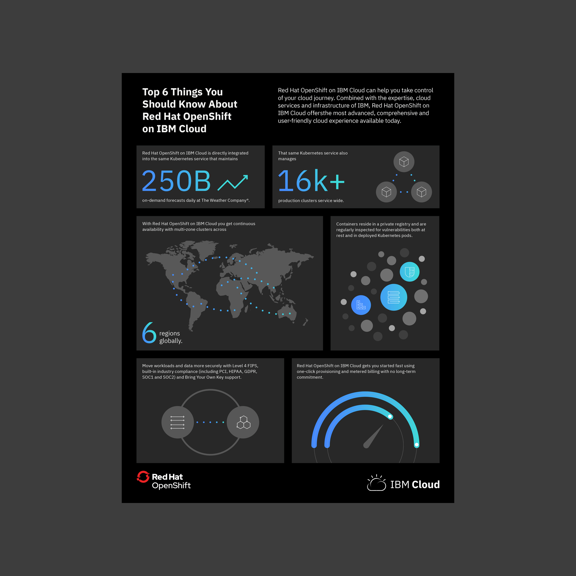 Top 6 Things You
Should Know About
Red Hat OpenShift
on IBM Cloud
Red Hat OpenShift on IBM Cloud can help you take control
of your cloud journey. Combined with the expertise, cloud
services and infrastructure of IBM, Red Hat OpenShift on
IBM Cloud offersthe most advanced, comprehensive and
user-friendly cloud experience available today.
Red Hat OpenShift on IBM Cloud is directly integrated
into the same Kubernetes service that maintains
250B
on-demand forecasts daily at The Weather Company*.
That same Kubernetes service also
manages
16k+
production clusters service wide.
With Red Hat OpenShift on IBM Cloud you get continuous
availability with multi-zone clusters across
6 regions
globally.
Containers reside in a private registry and are
regularly inspected for vulnerabilities both at
rest and in deployed Kubernetes pods.
Move workloads and data more securely with Level 4 FIPS,
built-in industry compliance (including PCI, HIPAA, GDPR,
SOC1 and SOC2) and Bring Your Own Key support.
Red Hat OpenShift on IBM Cloud gets you started fast using
one-click provisioning and metered billing with no long-term
commitment.
Red Hat
OpenShift
IBM Cloud